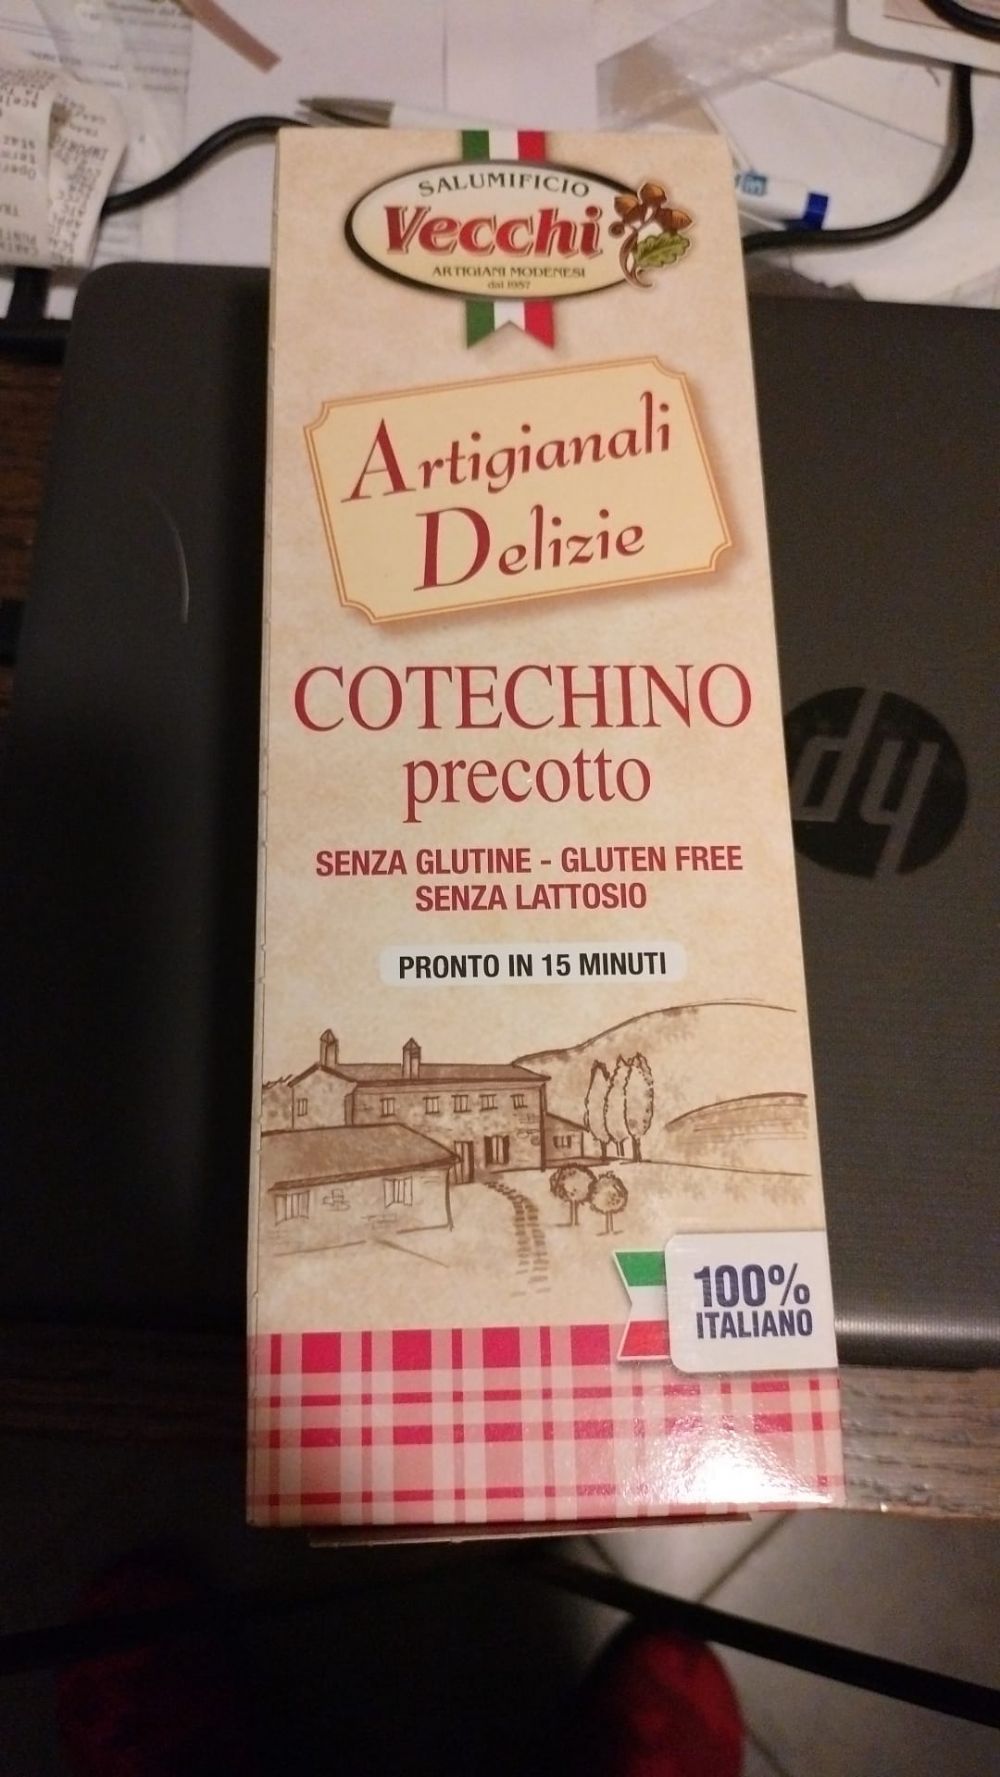 SALUMIFICIO
Vecchi
ARTIGIANI MODENESI
dal 1957
Artigianali
Delizie
COTECHINO
precotto
SENZA GLUTINE - GLUTEN FREE
SENZA LATTOSIO
PRONTO IN 15 MINUTI
100%
ITALIANO
hp